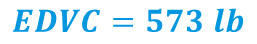 EDVC = 573 lb